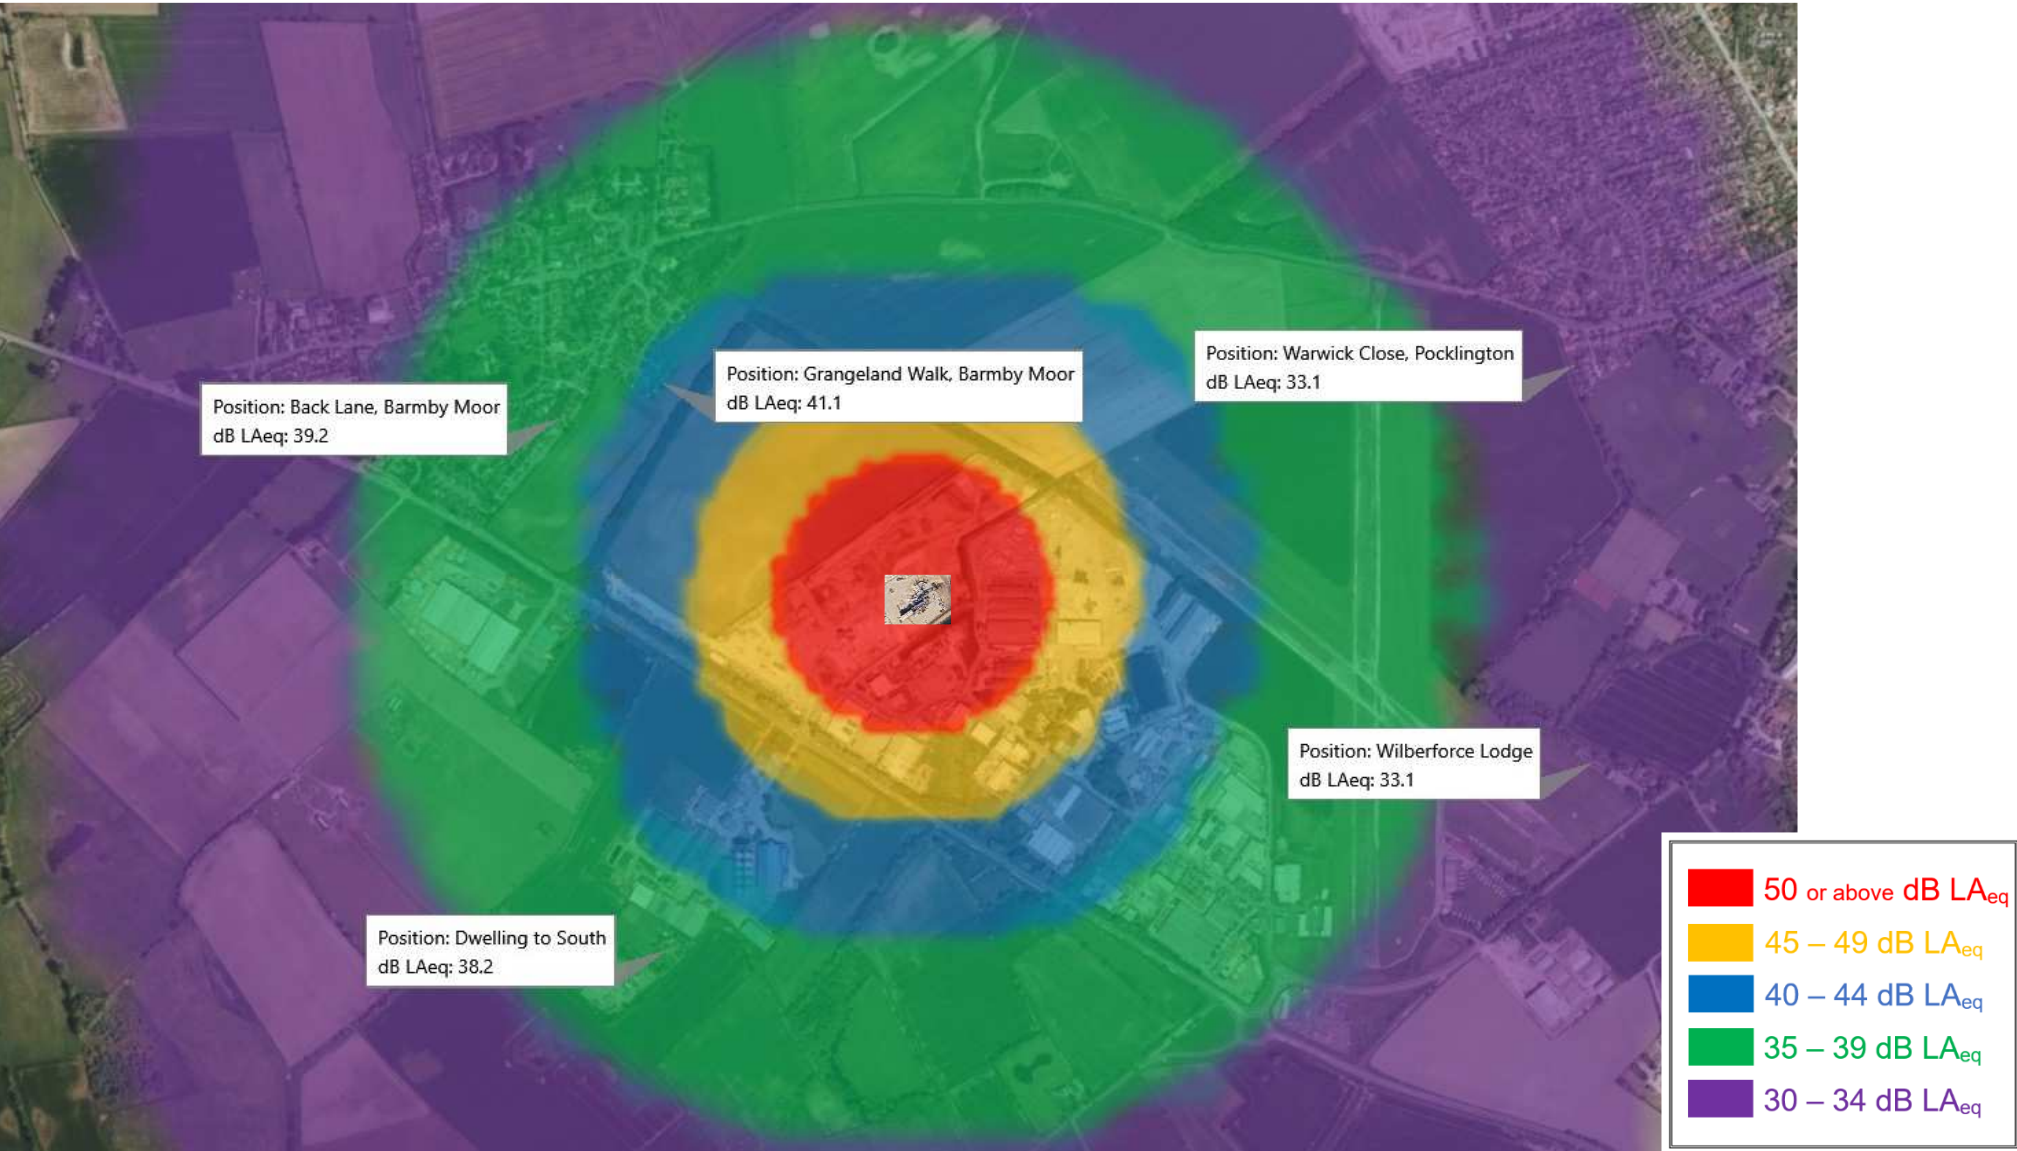 Position: Warwick Close, Pocklington
dB LAeq: 33.1
Position: Grangeland Walk, Barmby Moor
dB LAeq: 41.1
Position: Back Lane, Barmby Moor
dB LAeq: 39.2
Position: Wilberforce Lodge
dB LAeq: 33.1
Position: Dwelling to South
dB LAeq: 38.2
50 or above dB LAeq
45 – 49 dB LAeq
40 – 44 dB LAeq
35 – 39 dB LAeq
30 – 34 dB LAeq